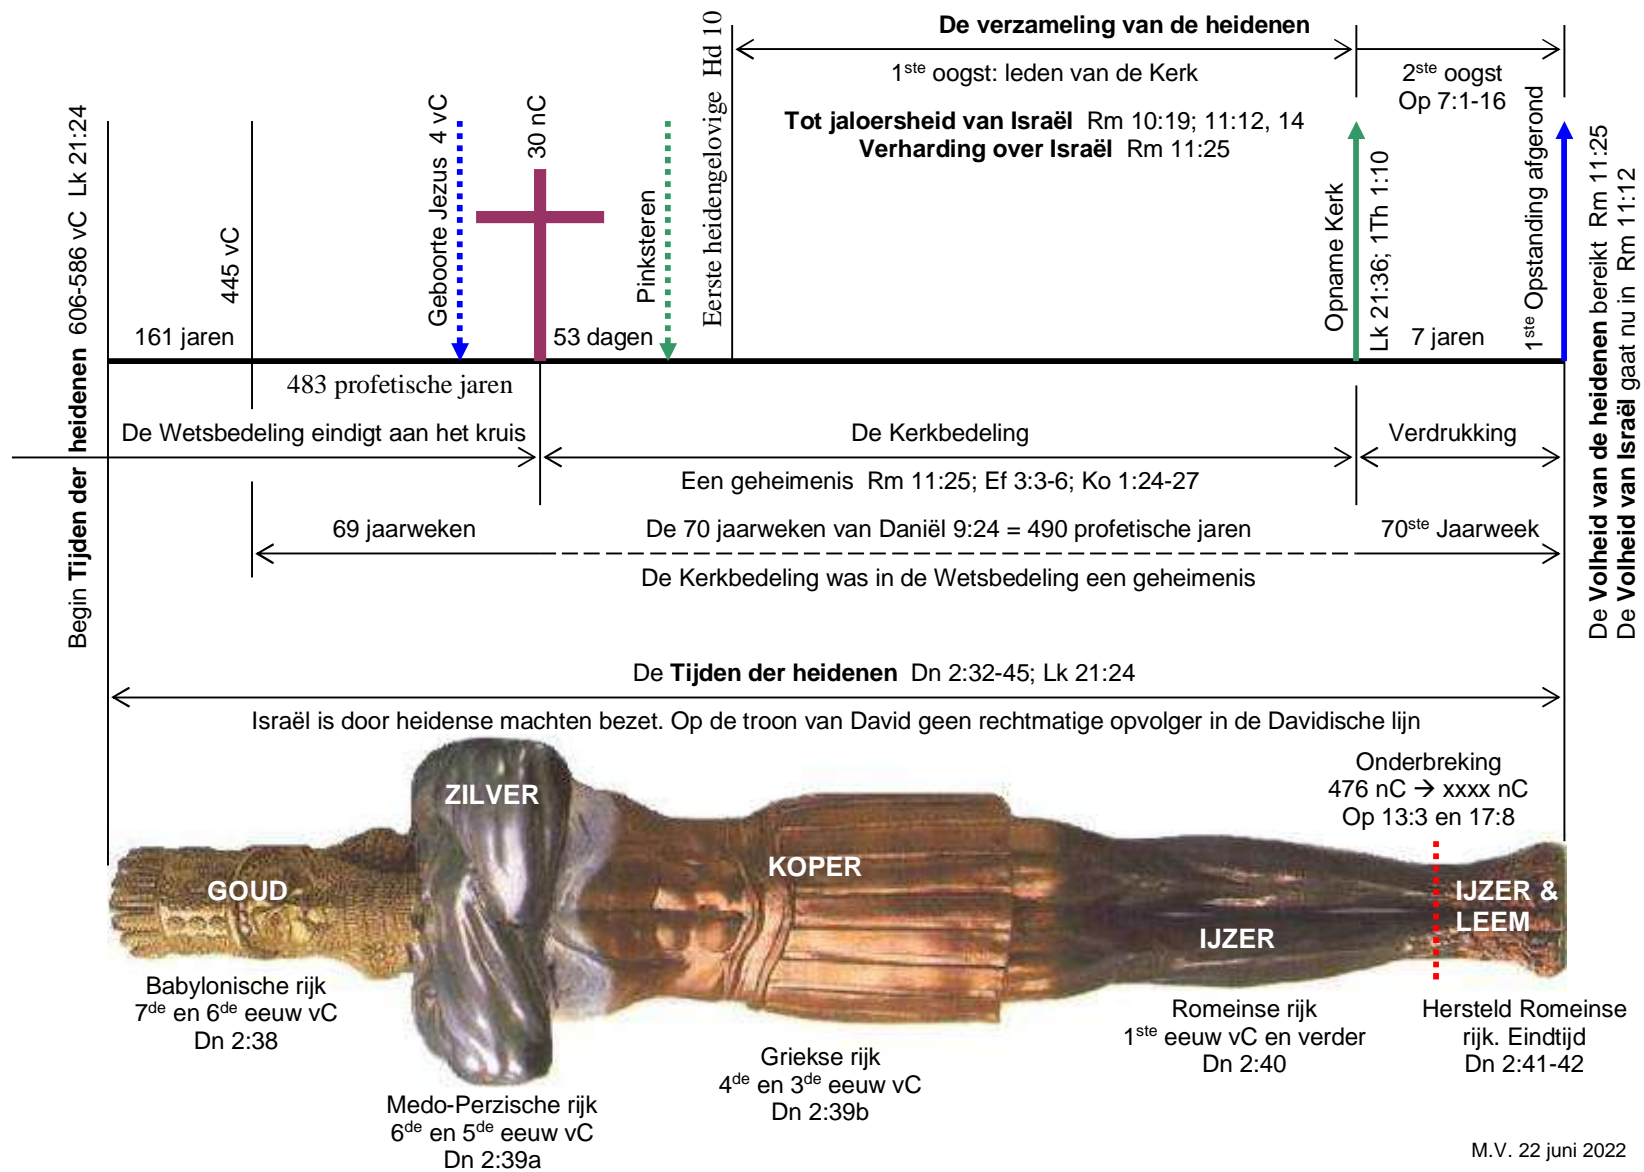 Begin Tijden der heidenen 606-586 vC Lk 21:24
445 vC
Geboorte Jezus 4 vC
30 nC
Pinksteren
Eerste heidengelovige Hd 10
De verzameling van de heidenen
1ste oogst: leden van de Kerk
2ste oogst
Op 7:1-16
Tot jaloersheid van Israël Rm 10:19; 11:12, 14
Verharding over Israël Rm 11:25
Opname Kerk
Lk 21:36; 1Th 1:10
1ste Opstanding afgerond
De Volheid van de heidenen bereikt Rm 11:25
De Volheid van Israël gaat nu in Rm 11:12
161 jaren
53 dagen
7 jaren
483 profetische jaren
De Wetsbedeling eindigt aan het kruis
De Kerkbedeling
Verdrukking
Een geheimenis Rm 11:25; Ef 3:3-6; Ko 1:24-27
69 jaarweken
De 70 jaarweken van Daniël 9:24 = 490 profetische jaren
70ste Jaarweek
De Kerkbedeling was in de Wetsbedeling een geheimenis
De Tijden der heidenen Dn 2:32-45; Lk 21:24
Israël is door heidense machten bezet. Op de troon van David geen rechtmatige opvolger in de Davidische lijn
Onderbreking
476 nC → xxxx nC
Op 13:3 en 17:8
GOUD
ZILVER
KOPER
IJZER
IJZER &
LEEM
Babylonische rijk
7de en 6de eeuw vC
Dn 2:38
Medo-Perzische rijk
6de en 5de eeuw vC
Dn 2:39a
Griekse rijk
4de en 3de eeuw vC
Dn 2:39b
Romeinse rijk
1ste eeuw vC en verder
Dn 2:40
Hersteld Romeinse
rijk. Eindtijd
Dn 2:41-42
M.V. 22 juni 2022